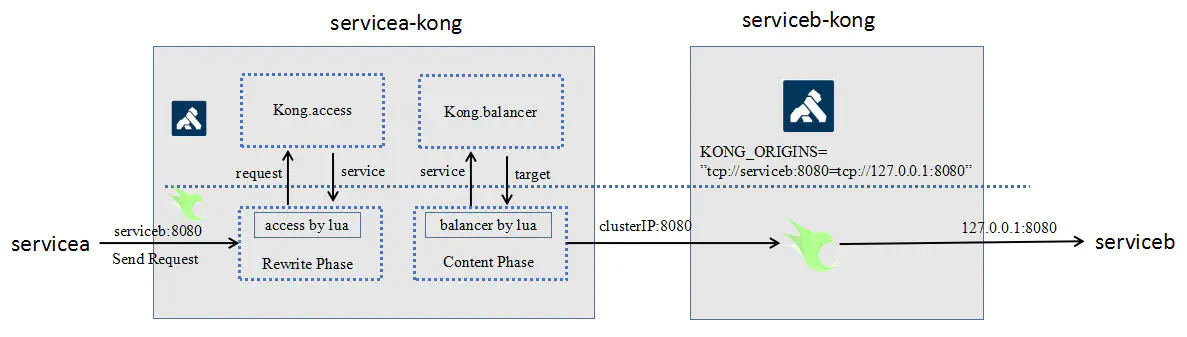 servicea-kong
serviceb-kong
Kong.access
Kong.balancer
KONG_ORIGINS=
"tcp://serviceb:8080=tcp://127.0.0.1:8080"
request
service
service
target
servicea
serviceb:8080
Send Request
access by lua
Rewrite Phase
balancer by lua
Content Phase
clusterIP:8080
127.0.0.1:8080
serviceb